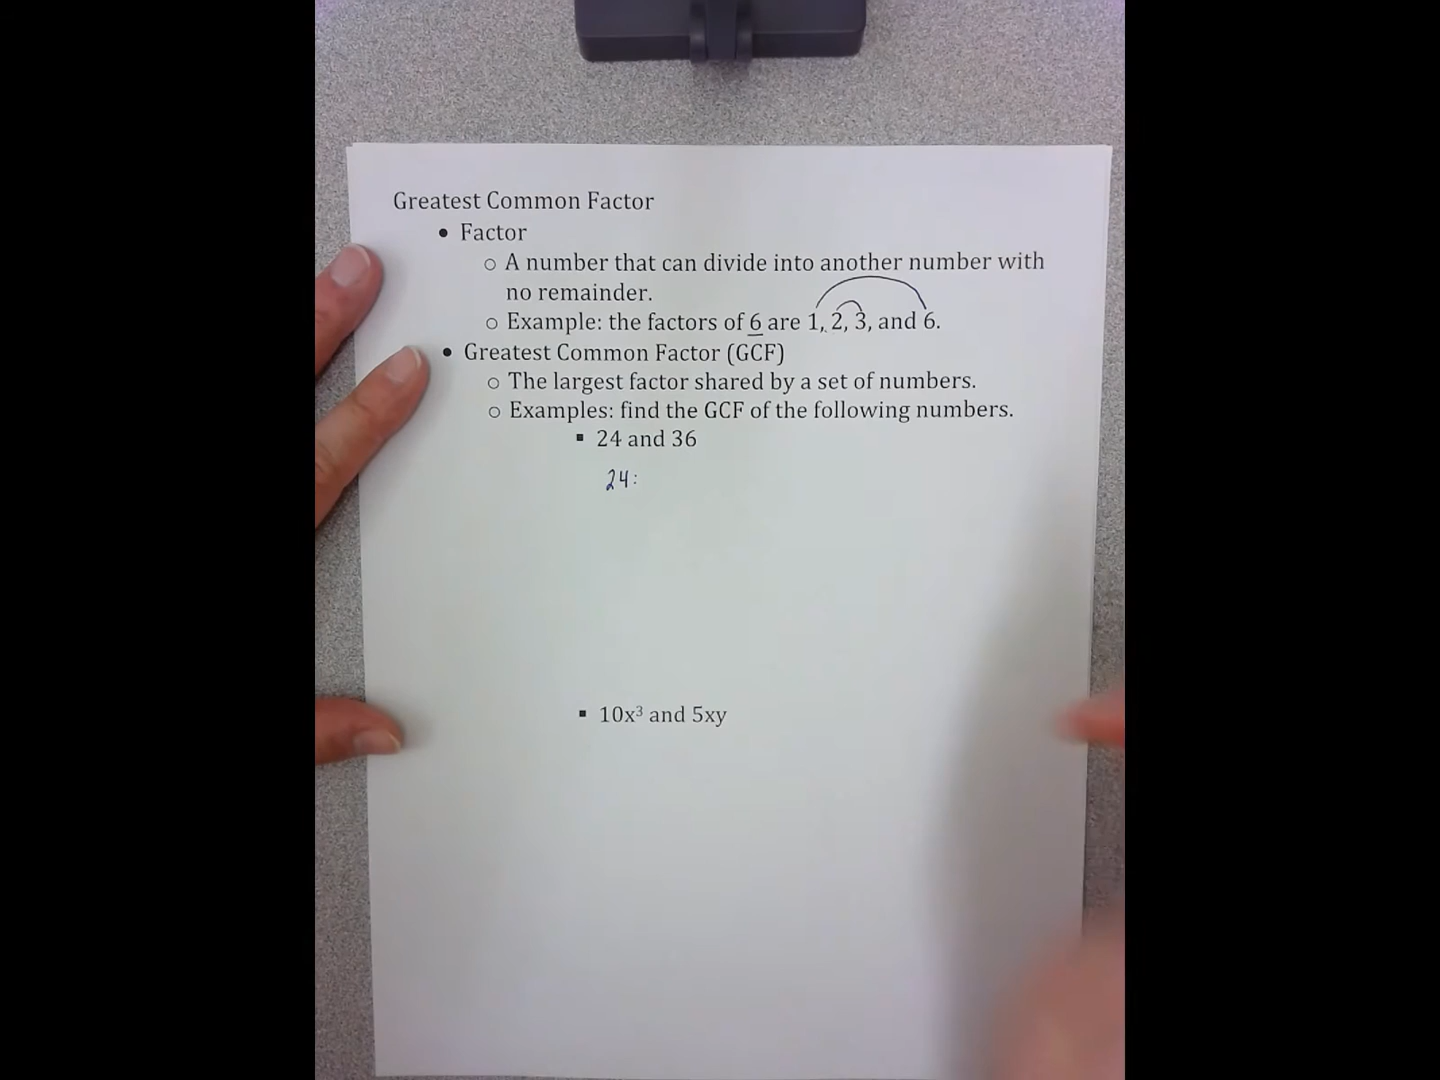 Greatest Common Factor
• Factor
○ A number that can divide into another number with
no remainder.
○ Example: the factors of 6 are 1, 2, 3, and 6.
• Greatest Common Factor (GCF)
○ The largest factor shared by a set of numbers.
○ Examples: find the GCF of the following numbers.
▪ 24 and 36
24:
▪ 10x³ and 5xy